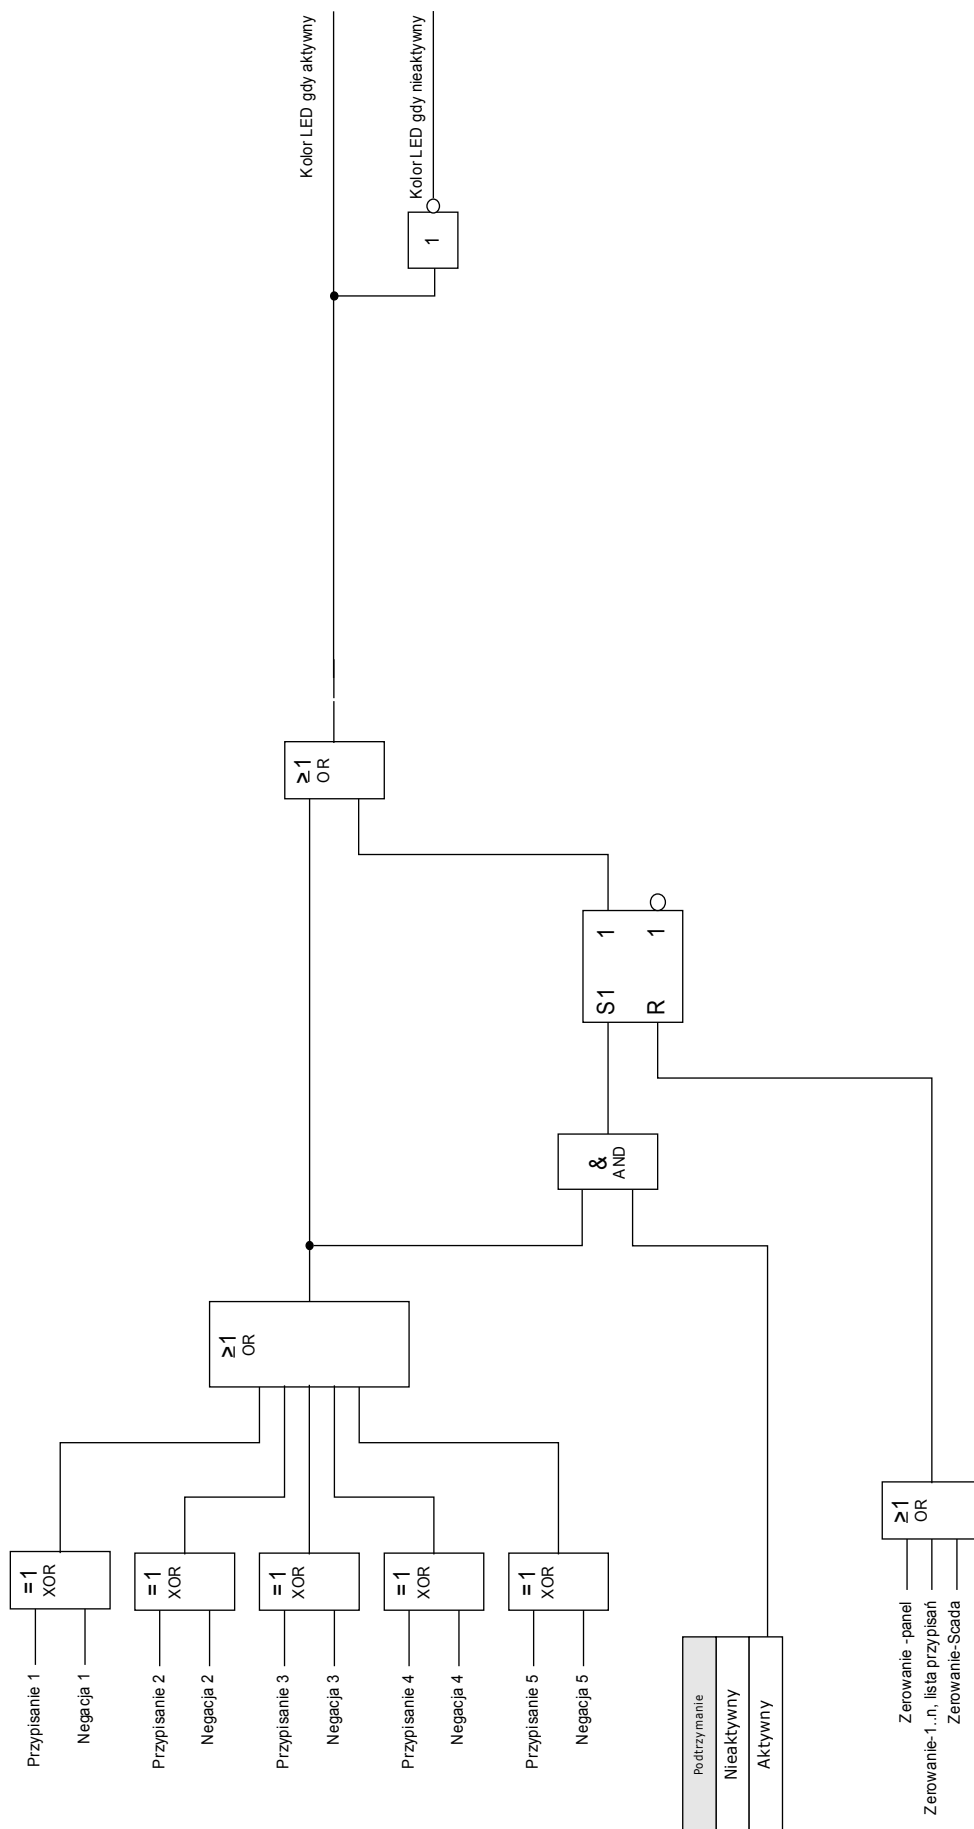 Kolor LED gdy aktywny
Kolor LED gdy nieaktywny
1
≥1
OR
S1 1
R 1
&
AND
≥1
OR
=1
XOR
=1
XOR
=1
XOR
=1
XOR
=1
XOR
Przypisanie 1
Negacja 1
Przypisanie 2
Negacja 2
Przypisanie 3
Negacja 3
Przypisanie 4
Negacja 4
Przypisanie 5
Negacja 5
Podtrzymanie
Nieaktywny
Aktywny
≥1
OR
Zerowanie -panel
Zerowanie-1..n, lista przypisań
Zerowanie-Scada